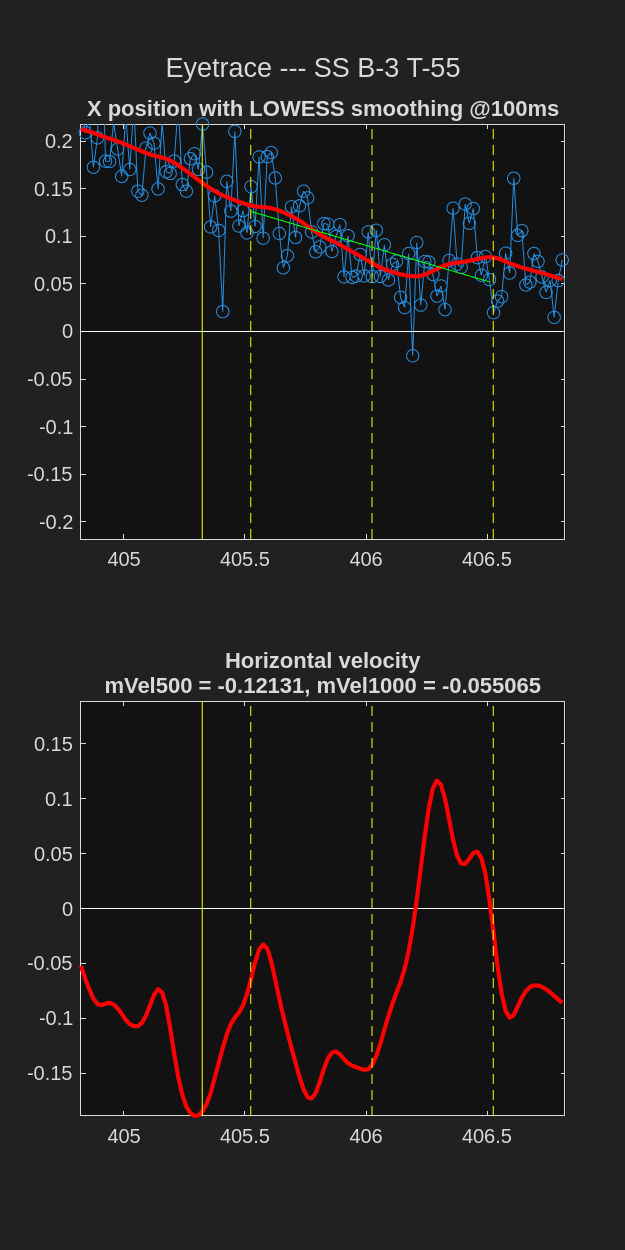 Eyetrace --- SS B-3 T-55
X position with LOWESS smoothing @100ms
0.2
0.15
0.1
0.05
0
-0.05
-0.1
-0.15
-0.2
405 405.5 406 406.5
Horizontal velocity
mVel500 = -0.12131, mVel1000 = -0.055065
0.15
0.1
0.05
0
-0.05
-0.1
-0.15
405 405.5 406 406.5